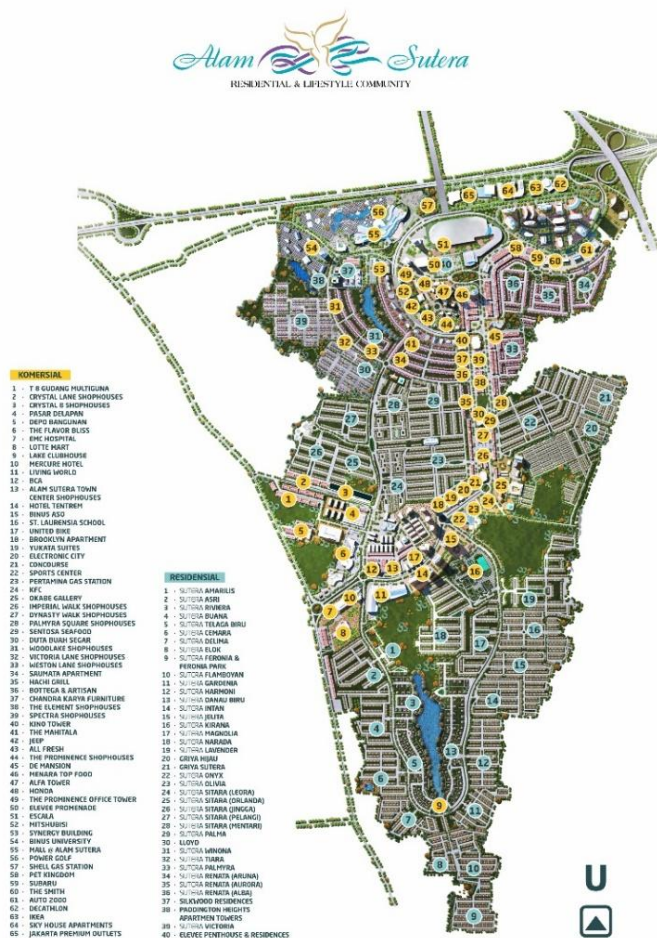 Alam Sutera
RESIDENTIAL & LIFESTYLE COMMUNITY
KOMERSIAL
1 - T 8 GUDANG MULTIGUNA
2 - CRYSTAL LANE SHOPHOUSES
3 - CRYSTAL 8 SHOPHOUSES
4 - PASAR DELAPAN
5 - DEPO BANGUNAN
6 - THE FLAVOR BLISS
7 - EMC HOSPITAL
8 - LOTTE MART
9 - LAKE CLUBHOUSE
10 - MERCURE HOTEL
11 - LIVING WORLD
12 - BCA
13 - ALAM SUTERA TOWN
CENTER SHOPHOUSES
14 - HOTEL TENTREM
15 - BINUS ASO
16 - ST. LAURENSIA SCHOOL
17 - UNITED BIKE
18 - BROOKLYN APARTMENT
19 - YUKATA SUITES
20 - ELECTRONIC CITY
21 - CONCOURSE
22 - SPORTS CENTER
23 - PERTAMINA GAS STATION
24 - KFC
25 - OKABE GALLERY
26 - IMPERIAL WALK SHOPHOUSES
27 - DYNASTY WALK SHOPHOUSES
28 - PALMYRA SQUARE SHOPHOUSES
29 - SENTOSA SEAFOOD
30 - DUTA BUAH SEGAR
31 - WOODLAKE SHOPHOUSES
32 - VICTORIA LANE SHOPHOUSES
33 - WESTON LANE SHOPHOUSES
34 - SAUMATA APARTMENT
35 - HACHI GRILL
36 - BOTTEGA & ARTISAN
37 - CHANDRA KARYA FURNITURE
38 - THE ELEMENT SHOPHOUSES
39 - SPECTRA SHOPHOUSES
40 - KINO TOWER
41 - THE MAHITALA
42 - JEEP
43 - ALL FRESH
44 - THE PROMINENCE SHOPHOUSES
45 - DE MANSION
46 - MENARA TOP FOOD
47 - ALFA TOWER
48 - HONDA
49 - THE PROMINENCE OFFICE TOWER
50 - ELEVEE PROMENADE
51 - ESCALA
52 - MITSHUBISI
53 - SYNERGY BUILDING
54 - BINUS UNIVERSITY
55 - MALL @ ALAM SUTERA
56 - POWER GOLF
57 - SHELL GAS STATION
58 - PET KINGDOM
59 - SUBARU
60 - THE SMITH
61 - AUTO 2000
62 - DECATHLON
63 - IKEA
64 - SKY HOUSE APARTMENTS
65 - JAKARTA PREMIUM OUTLETS
RESIDENSIAL
1 - SUTERA AMARILIS
2 - SUTERA ASRI
3 - SUTERA RIVIERA
4 - SUTERA BUANA
5 - SUTERA TELAGA BIRU
6 - SUTERA CEMARA
7 - SUTERA DELIMA
8 - SUTERA ELOK
9 - SUTERA FERONIA &
FERONIA PARK
10 - SUTERA FLAMBOYAN
11 - SUTERA GARDENIA
12 - SUTERA HARMONI
13 - SUTERA DANAU BIRU
14 - SUTERA INTAN
15 - SUTERA JELITA
16 - SUTERA KIRANA
17 - SUTERA MAGNOLIA
18 - SUTERA NARADA
19 - SUTERA LAVENDER
20 - GRIYA HIJAU
21 - GRIYA SUTERA
22 - SUTERA ONYX
23 - SUTERA OLIVIA
24 - SUTERA SITARA (LEORA)
25 - SUTERA SITARA (ORLANDA)
26 - SUTERA SITARA (JINGGA)
27 - SUTERA SITARA (PELANGI)
28 - SUTERA SITARA (MENTARI)
29 - SUTERA PALMA
30 - LLOYD
31 - SUTERA WINONA
32 - SUTERA TIARA
33 - SUTERA PALMYRA
34 - SUTERA RENATA (ARUNA)
35 - SUTERA RENATA (AURORA)
36 - SUTERA RENATA (ALBA)
37 - SILKWOOD RESIDENCES
38 - PADDINGTON HEIGHTS
APARTMEN TOWERS
39 - SUTERA VICTORIA
40 - ELEVEE PENTHOUSE & RESIDENCES
U